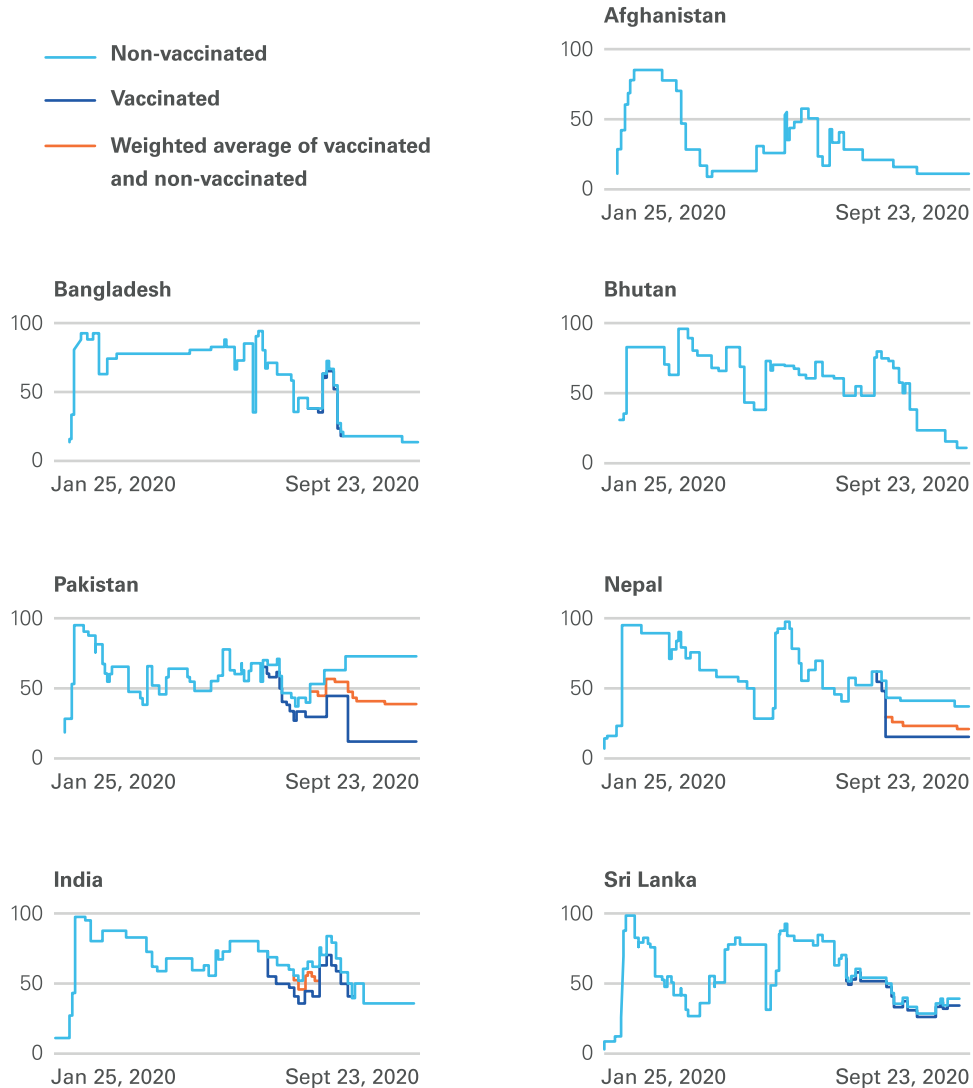 Non-vaccinated
Vaccinated
Weighted average of vaccinated
and non-vaccinated
Afghanistan
100
50
0
Jan 25, 2020 Sept 23, 2020
Bangladesh
100
50
0
Jan 25, 2020 Sept 23, 2020
Bhutan
100
50
0
Jan 25, 2020 Sept 23, 2020
Pakistan
100
50
0
Jan 25, 2020 Sept 23, 2020
Nepal
100
50
0
Jan 25, 2020 Sept 23, 2020
India
100
50
0
Jan 25, 2020 Sept 23, 2020
Sri Lanka
100
50
0
Jan 25, 2020 Sept 23, 2020